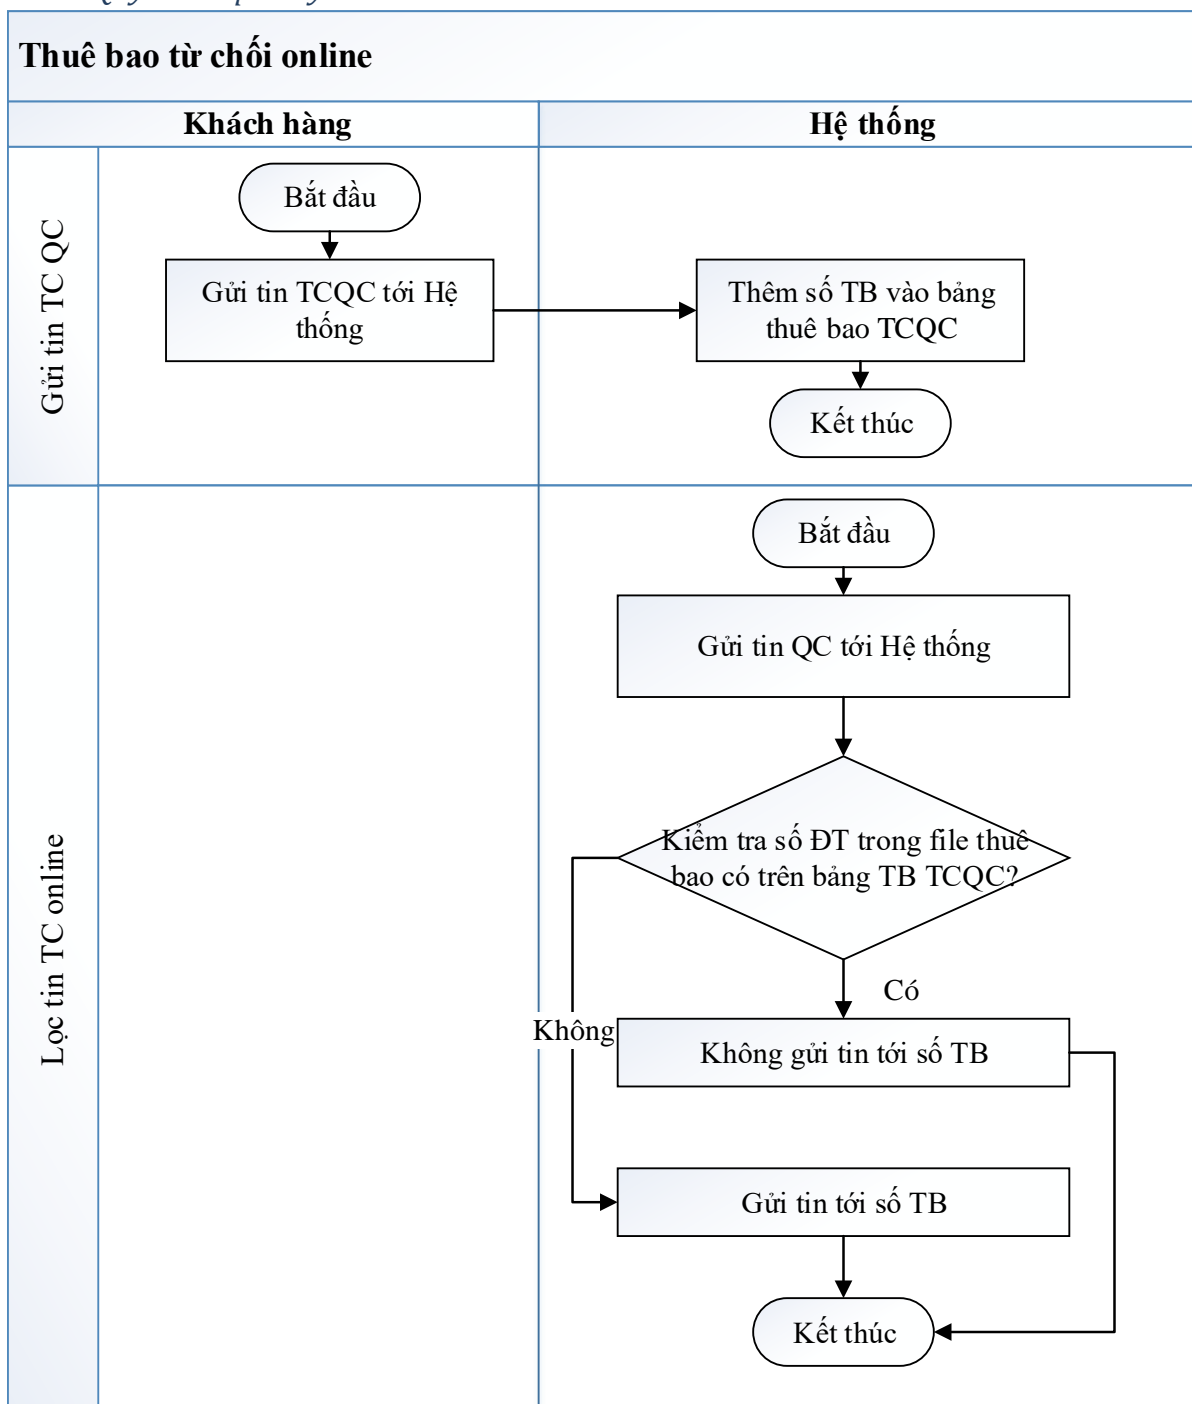 Thuê bao từ chối online
Khách hàng
Hệ thống
Gửi tin TC QC
Bắt đầu
Gửi tin TCQC tới Hệ
thống
Thêm số TB vào bảng
thuê bao TCQC
Kết thúc
Lọc tin TC online
Bắt đầu
Gửi tin QC tới Hệ thống
Kiểm tra số ĐT trong file thuê
bao có trên bảng TB TCQC?
Có
Không
Không gửi tin tới số TB
Gửi tin tới số TB
Kết thúc